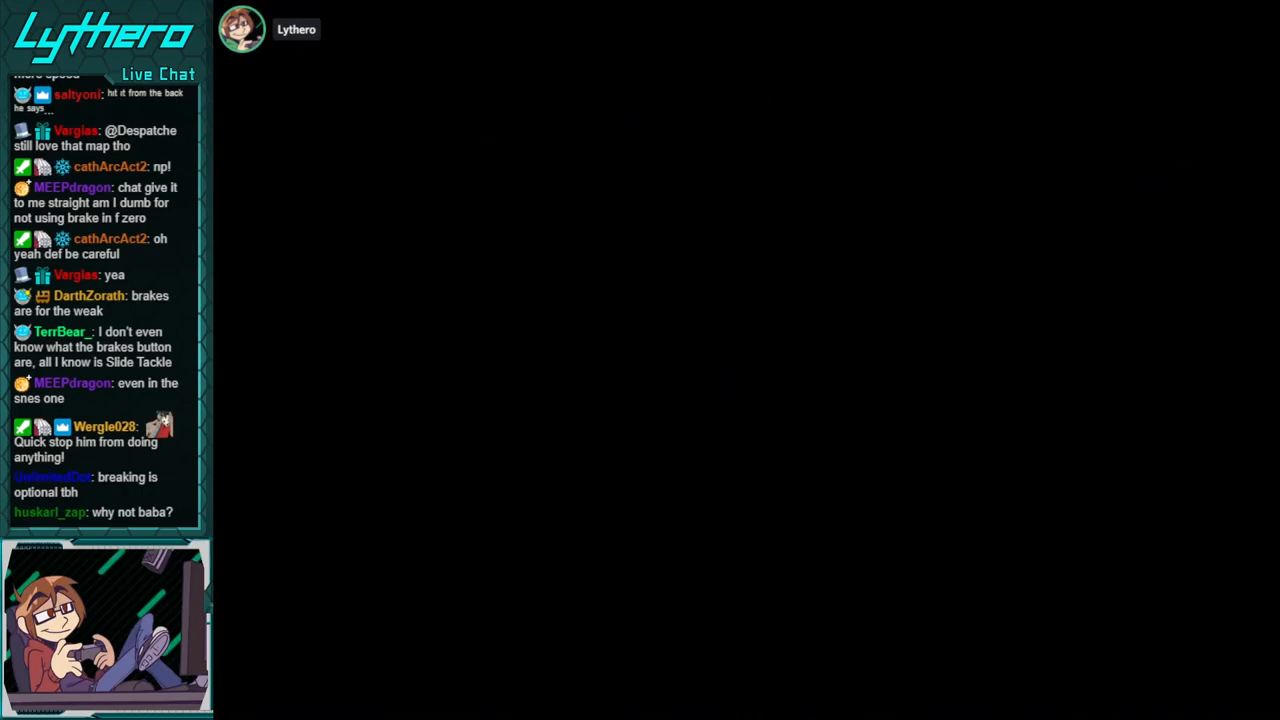 Lythero
Live Chat
more speed
saltyoni: hit it from the back
he says...
Vargias: @Despatche
still love that map tho
cathArcAct2: np!
MEEPdragon: chat give it
to me straight am I dumb for
not using brake in f zero
cathArcAct2: oh
yeah def be careful
Vargias: yea
DarthZorath: brakes
are for the weak
TerrBear_: I don't even
know what the brakes button
are, all I know is Slide Tackle
MEEPdragon: even in the
snes one
Wergle028:
Quick stop him from doing
anything!
UnlimitedDor: breaking is
optional tbh
huskarl_zap: why not baba?
Lythero